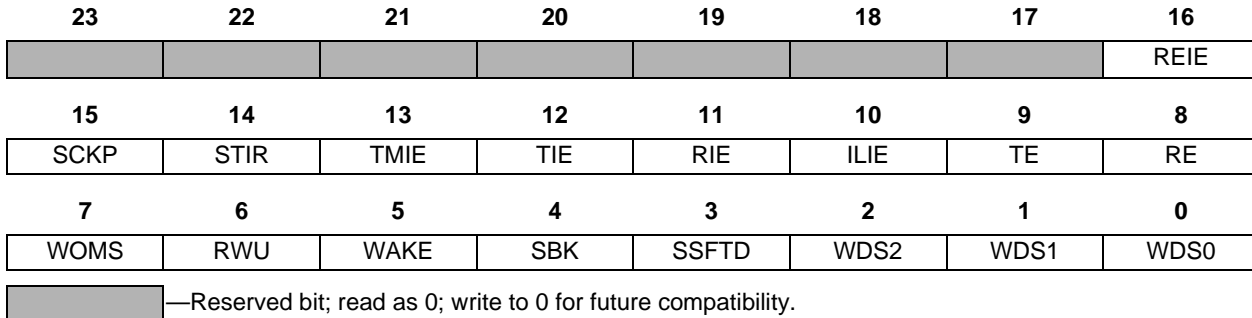 23 22 21 20 19 18 17 16
REIE
15 14 13 12 11 10 9 8
SCKP STIR TMIE TIE RIE ILIE TE RE
7 6 5 4 3 2 1 0
WOMS RWU WAKE SBK SSFTD WDS2 WDS1 WDS0
—Reserved bit; read as 0; write to 0 for future compatibility.